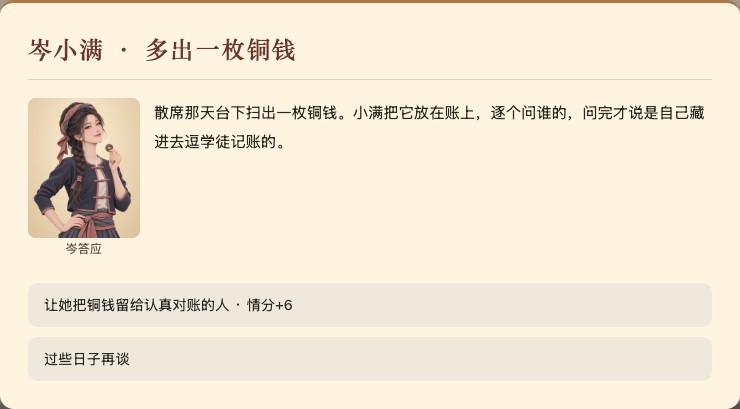 岑小满 · 多出一枚铜钱
散席那天台下扫出一枚铜钱。小满把它放在账上，逐个问谁的，问完才说是自己藏
进去逗学徒记账的。
岑答应
让她把铜钱留给认真对账的人 · 情分+6
过些日子再谈